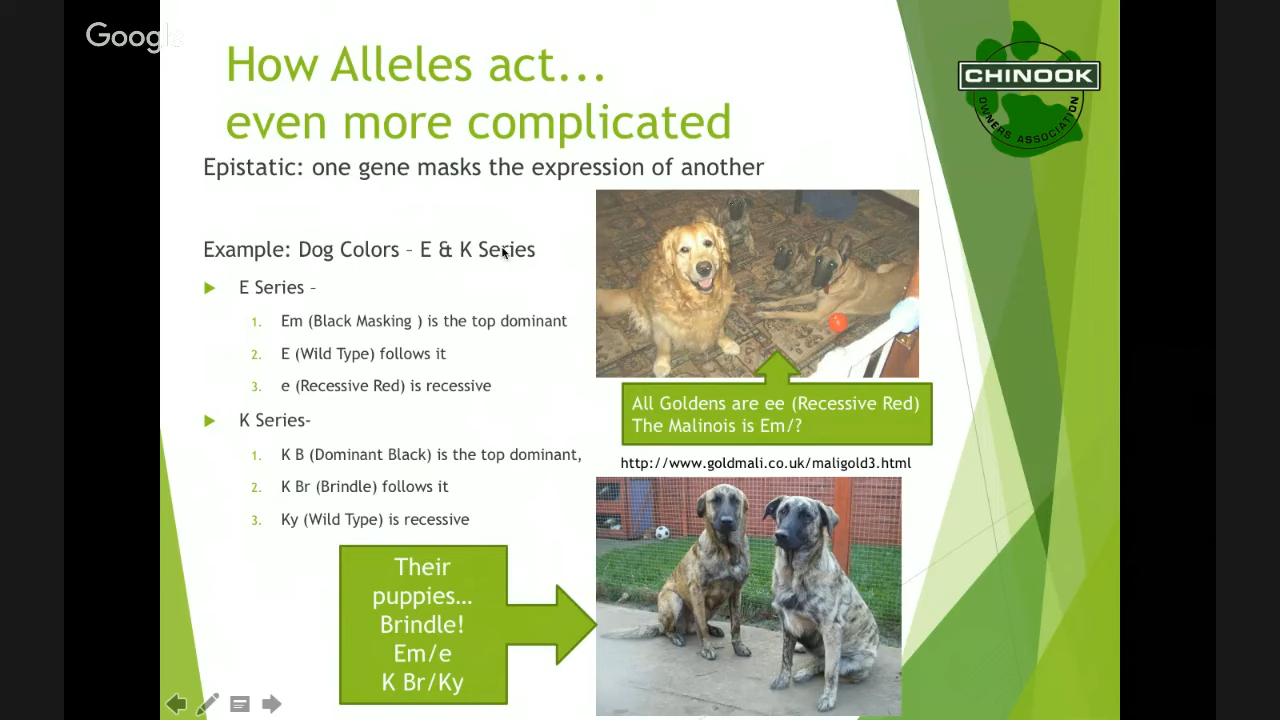 Google
How Alleles act...
even more complicated
CHINOOK
OWNERS ASSOCIATION
Epistatic: one gene masks the expression of another
Example: Dog Colors – E & K Series
E Series –
1. Em (Black Masking ) is the top dominant
2. E (Wild Type) follows it
3. e (Recessive Red) is recessive
K Series-
1. K B (Dominant Black) is the top dominant,
2. K Br (Brindle) follows it
3. Ky (Wild Type) is recessive
All Goldens are ee (Recessive Red)
The Malinois is Em/?
http://www.goldmali.co.uk/maligold3.html
Their
puppies…
Brindle!
Em/e
K Br/Ky